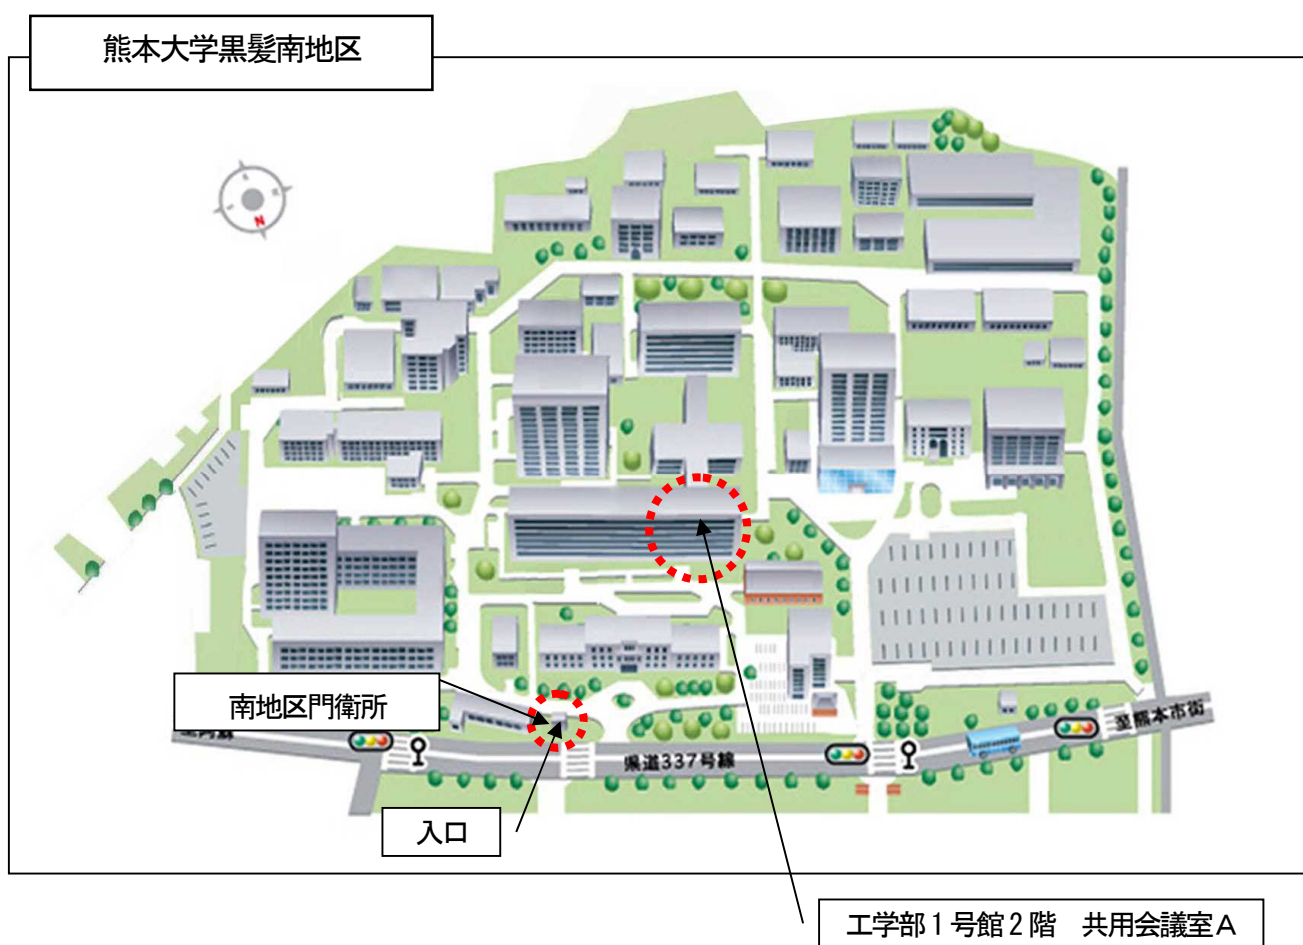 熊本大学黒髪南地区
N
南地区門衛所
県道337号線
至熊本市街
入口
工学部1号館2階　共用会議室A